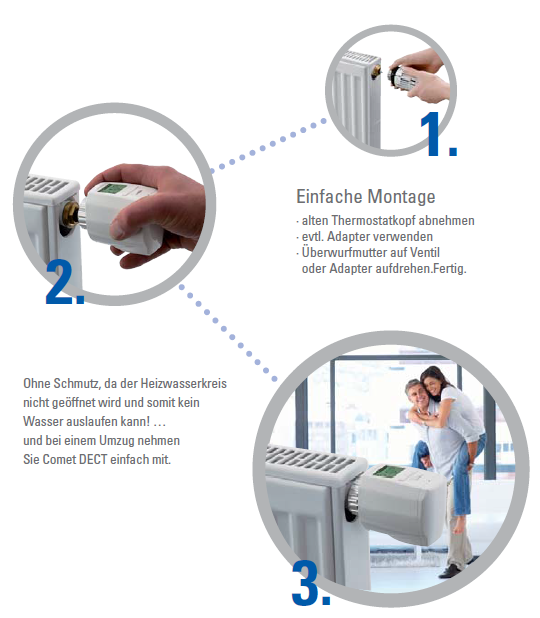 1.
Einfache Montage
· alten Thermostatkopf abnehmen
· evtl. Adapter verwenden
· Überwurfmutter auf Ventil
oder Adapter aufdrehen.Fertig.
2.
Ohne Schmutz, da der Heizwasserkreis
nicht geöffnet wird und somit kein
Wasser auslaufen kann! ...
und bei einem Umzug nehmen
Sie Comet DECT einfach mit.
3.